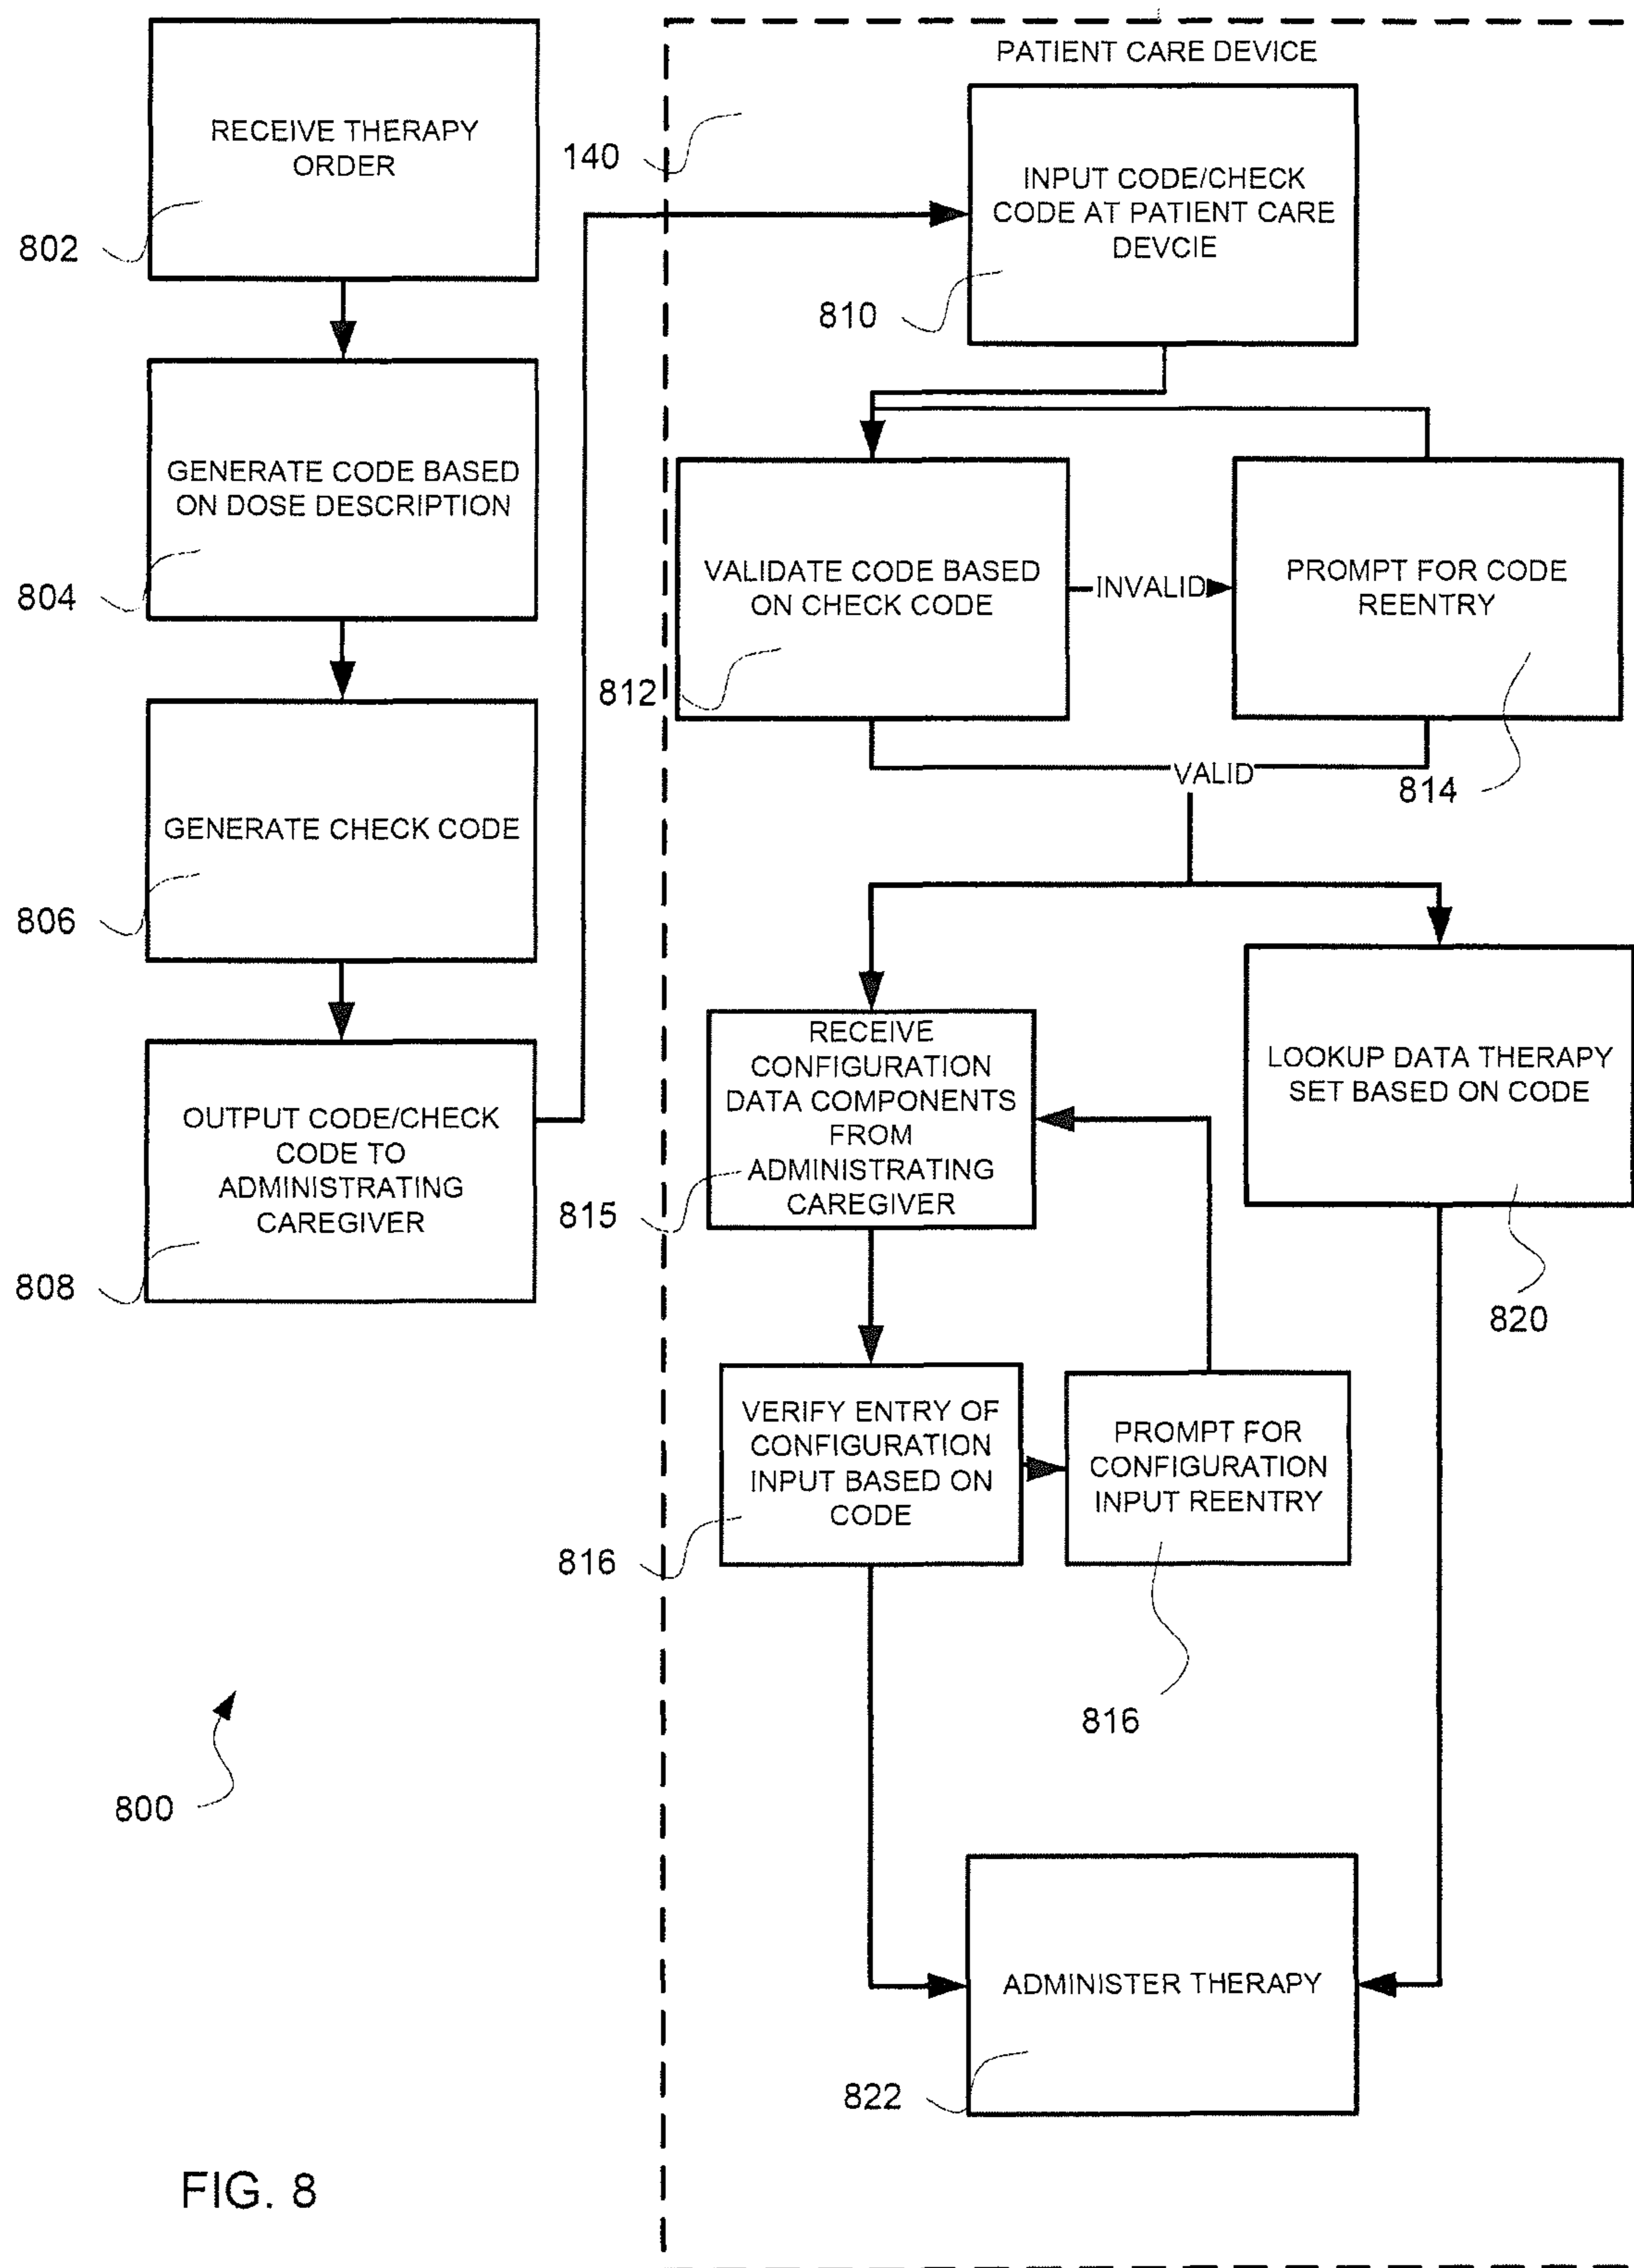 RECEIVE THERAPY
ORDER
802
GENERATE CODE BASED
ON DOSE DESCRIPTION
804
GENERATE CHECK CODE
806
OUTPUT CODE/CHECK
CODE TO
ADMINISTRATING
CAREGIVER
808
800
FIG. 8
PATIENT CARE DEVICE
140
INPUT CODE/CHECK
CODE AT PATIENT CARE
DEVCIE
810
VALIDATE CODE BASED
ON CHECK CODE
812
INVALID
PROMPT FOR CODE
REENTRY
814
VALID
RECEIVE
CONFIGURATION
DATA COMPONENTS
FROM
ADMINISTRATING
CAREGIVER
815
LOOKUP DATA THERAPY
SET BASED ON CODE
820
VERIFY ENTRY OF
CONFIGURATION
INPUT BASED ON
CODE
816
PROMPT FOR
CONFIGURATION
INPUT REENTRY
816
ADMINISTER THERAPY
822